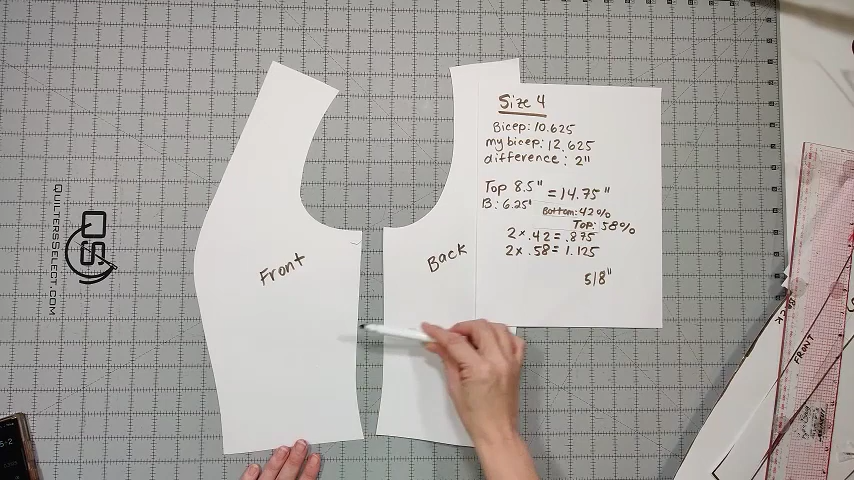 Size 4
Bicep: 10.625
my bicep: 12.625
difference: 2"
Top 8.5" = 14.75"
B: 6.25"
Bottom: 42%
Top: 58%
2 x .42 = .875
2 x .58 = 1.125
5/8"
Front
Back
QS
QUILTERSSELECT.COM
BACK
FRONT